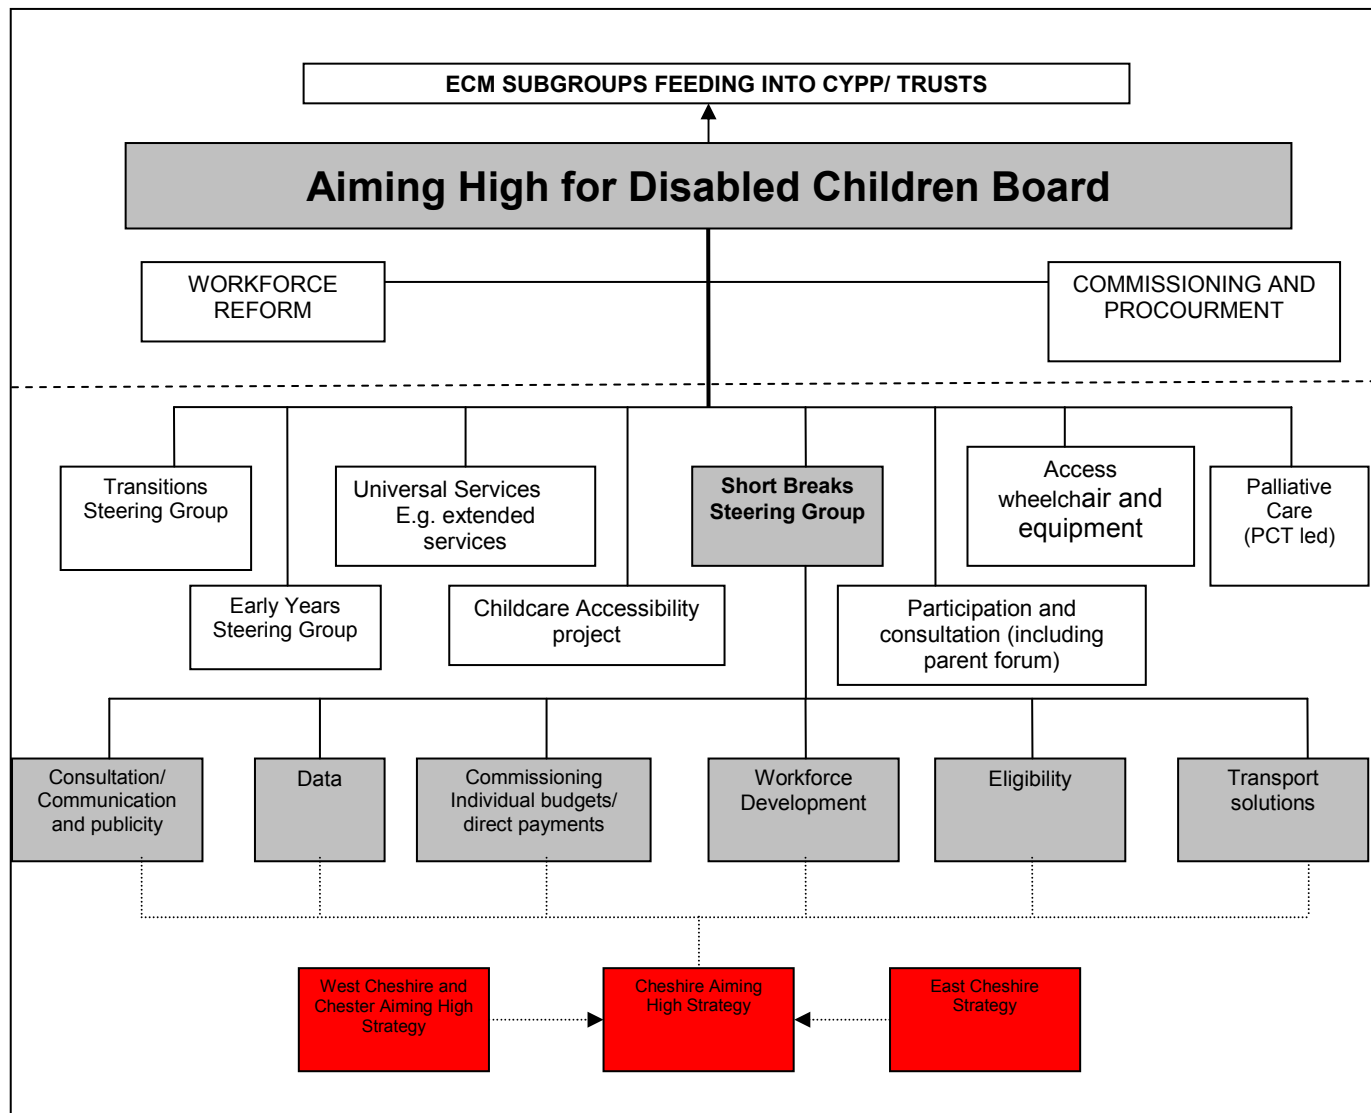 ECM SUBGROUPS FEEDING INTO CYPP/ TRUSTS
Aiming High for Disabled Children Board
WORKFORCE
REFORM
COMMISSIONING AND
PROCOURMENT
Transitions
Steering Group
Universal Services
E.g. extended
services
Short Breaks
Steering Group
Access
wheelchair and
equipment
Palliative
Care
(PCT led)
Early Years
Steering Group
Childcare Accessibility
project
Participation and
consultation (including
parent forum)
Consultation/
Communication
and publicity
Data
Commissioning
Individual budgets/
direct payments
Workforce
Development
Eligibility
Transport
solutions
West Cheshire and
Chester Aiming High
Strategy
Cheshire Aiming
High Strategy
East Cheshire
Strategy